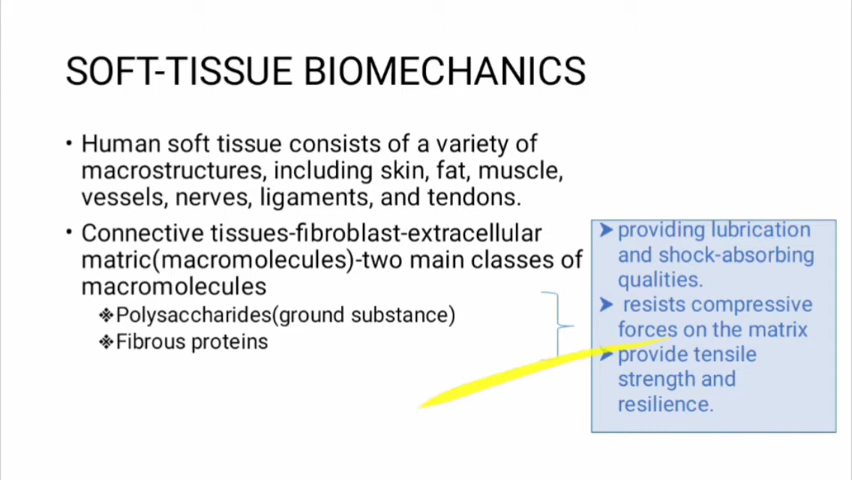 SOFT-TISSUE BIOMECHANICS
• Human soft tissue consists of a variety of
macrostructures, including skin, fat, muscle,
vessels, nerves, ligaments, and tendons.
• Connective tissues-fibroblast-extracellular
matric(macromolecules)-two main classes of
macromolecules
❖Polysaccharides(ground substance)
❖Fibrous proteins
➤ providing lubrication
and shock-absorbing
qualities.
➤ resists compressive
forces on the matrix
➤ provide tensile
strength and
resilience.